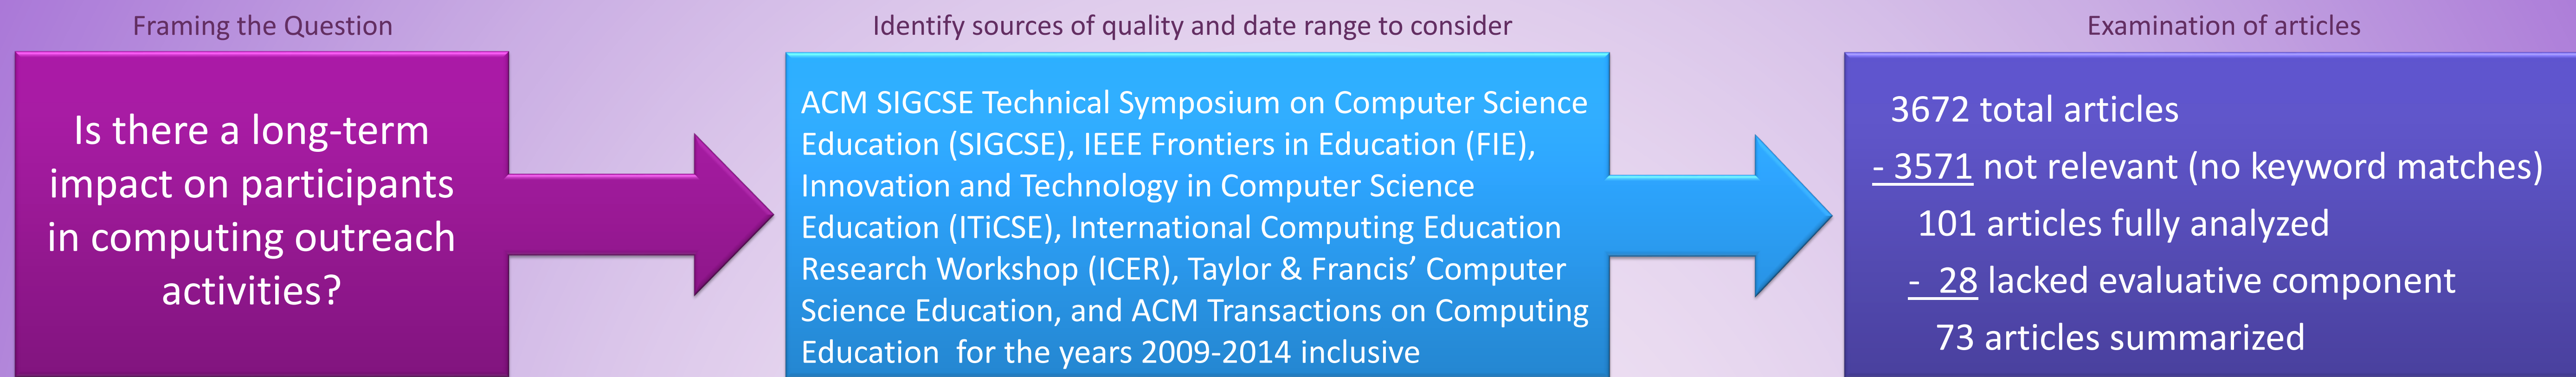 Framing the Question
Is there a long-term
impact on participants
in computing outreach
activities?
Identify sources of quality and date range to consider
ACM SIGCSE Technical Symposium on Computer Science
Education (SIGCSE), IEEE Frontiers in Education (FIE),
Innovation and Technology in Computer Science
Education (ITiCSE), International Computing Education
Research Workshop (ICER), Taylor & Francis’ Computer
Science Education, and ACM Transactions on Computing
Education  for the years 2009-2014 inclusive
Examination of articles
3672 total articles
- 3571 not relevant (no keyword matches)
101 articles fully analyzed
-  28 lacked evaluative component
73 articles summarized